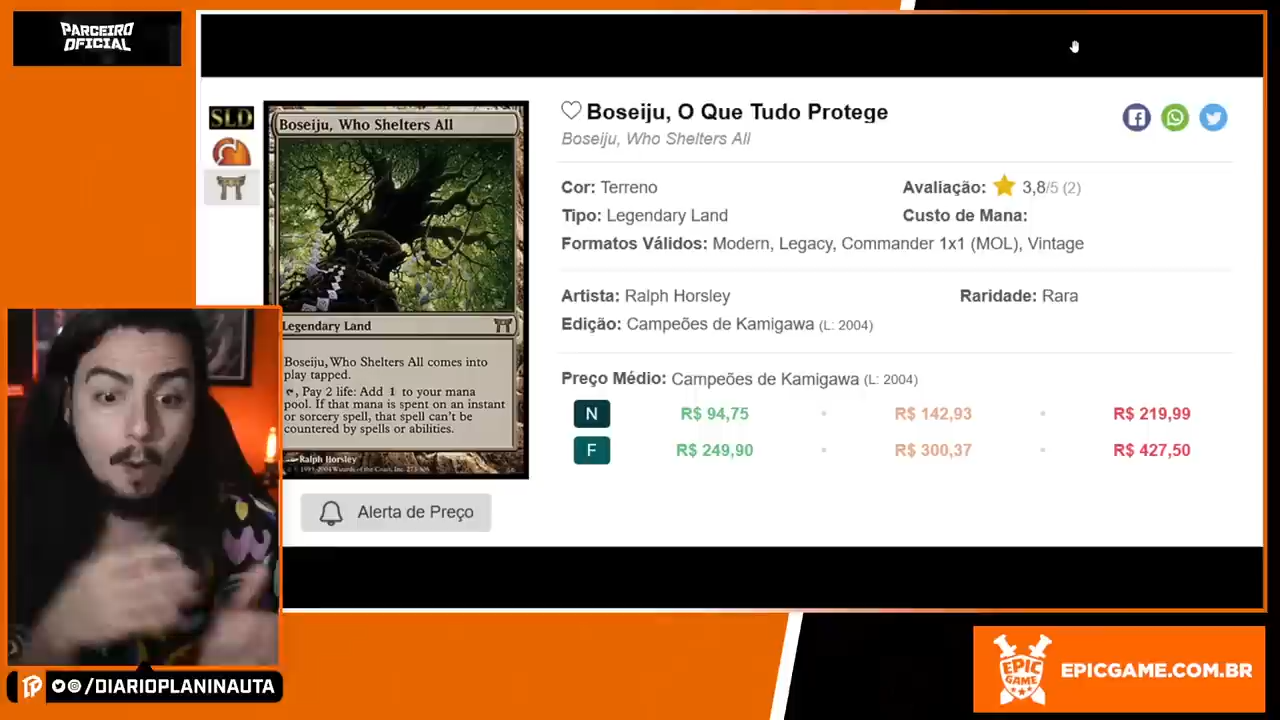 PARCEIRO
OFICIAL
SLD
Boseiju, Who Shelters All
Legendary Land
Boseiju, Who Shelters All comes into
play tapped.
, Pay 2 life: Add 1 to your mana
pool. If that mana is spent on an instant
or sorcery spell, that spell can't be
countered by spells or abilities.
Ralph Horsley
Alerta de Preço
Boseiju, O Que Tudo Protege
Boseiju, Who Shelters All
Cor: Terreno
Avaliação: 3,8/5 (2)
Tipo: Legendary Land
Custo de Mana:
Formatos Válidos: Modern, Legacy, Commander 1x1 (MOL), Vintage
Artista: Ralph Horsley
Raridade: Rara
Edição: Campeões de Kamigawa (L: 2004)
Preço Médio: Campeões de Kamigawa (L: 2004)
N R$ 94,75 • R$ 142,93 • R$ 219,99
F R$ 249,90 • R$ 300,37 • R$ 427,50
/DIARIOPLANINAUTA
EPIC
GAME
EPICGAME.COM.BR